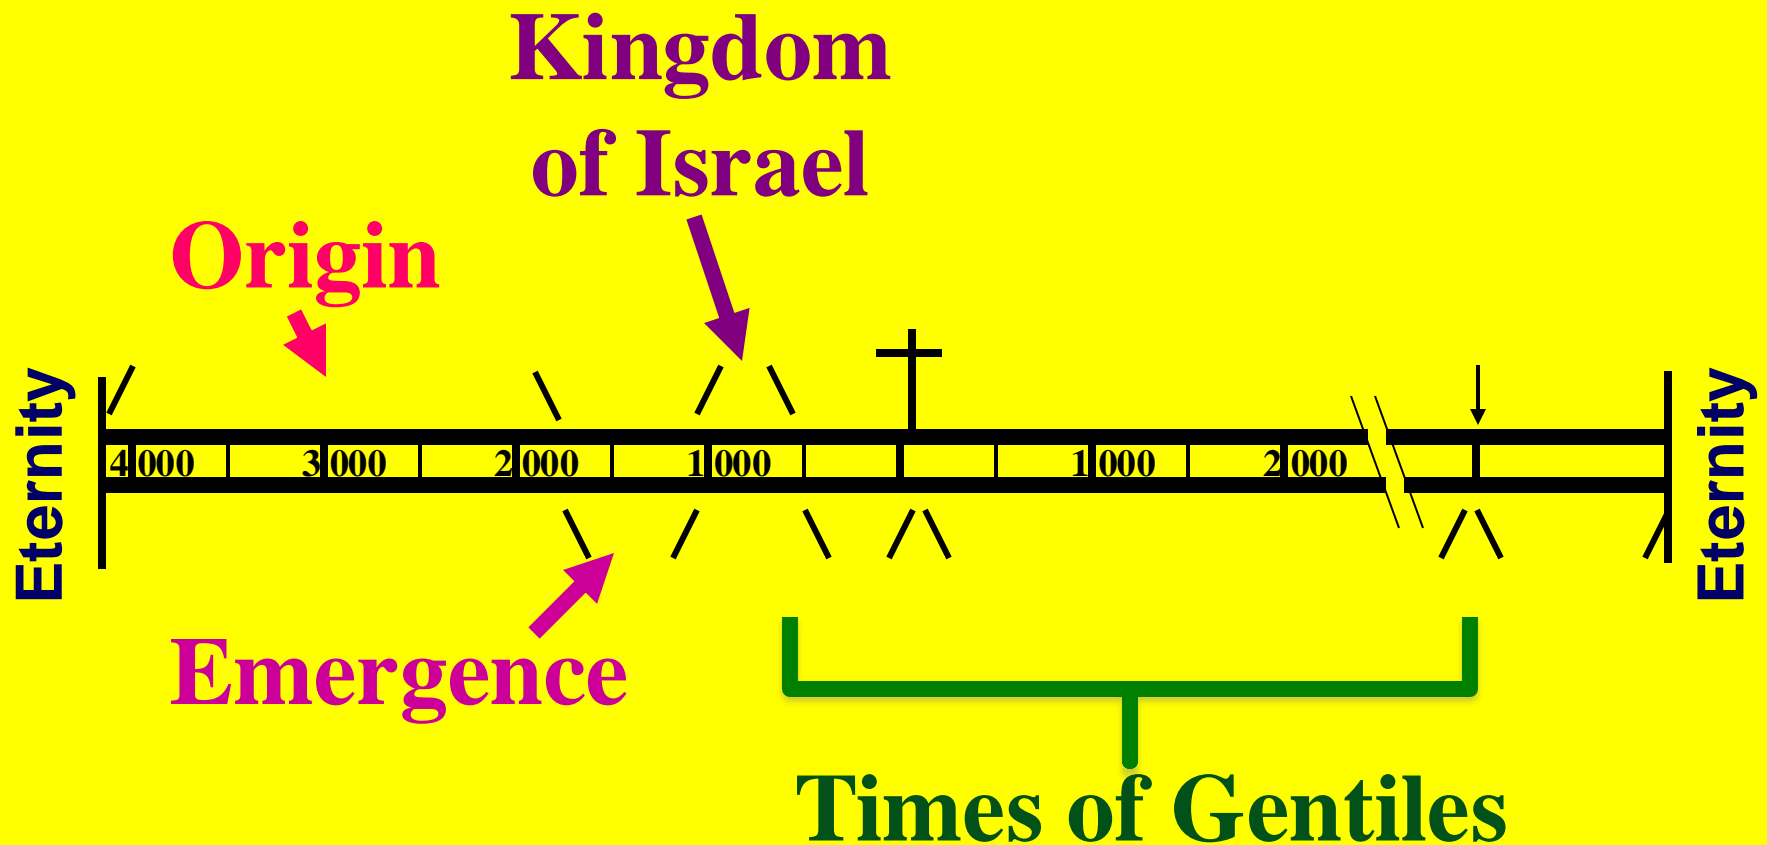 Kingdom
of Israel
Origin
Eternity
4000 3000 2000 1000 1000 2000
Eternity
Emergence
Times of Gentiles